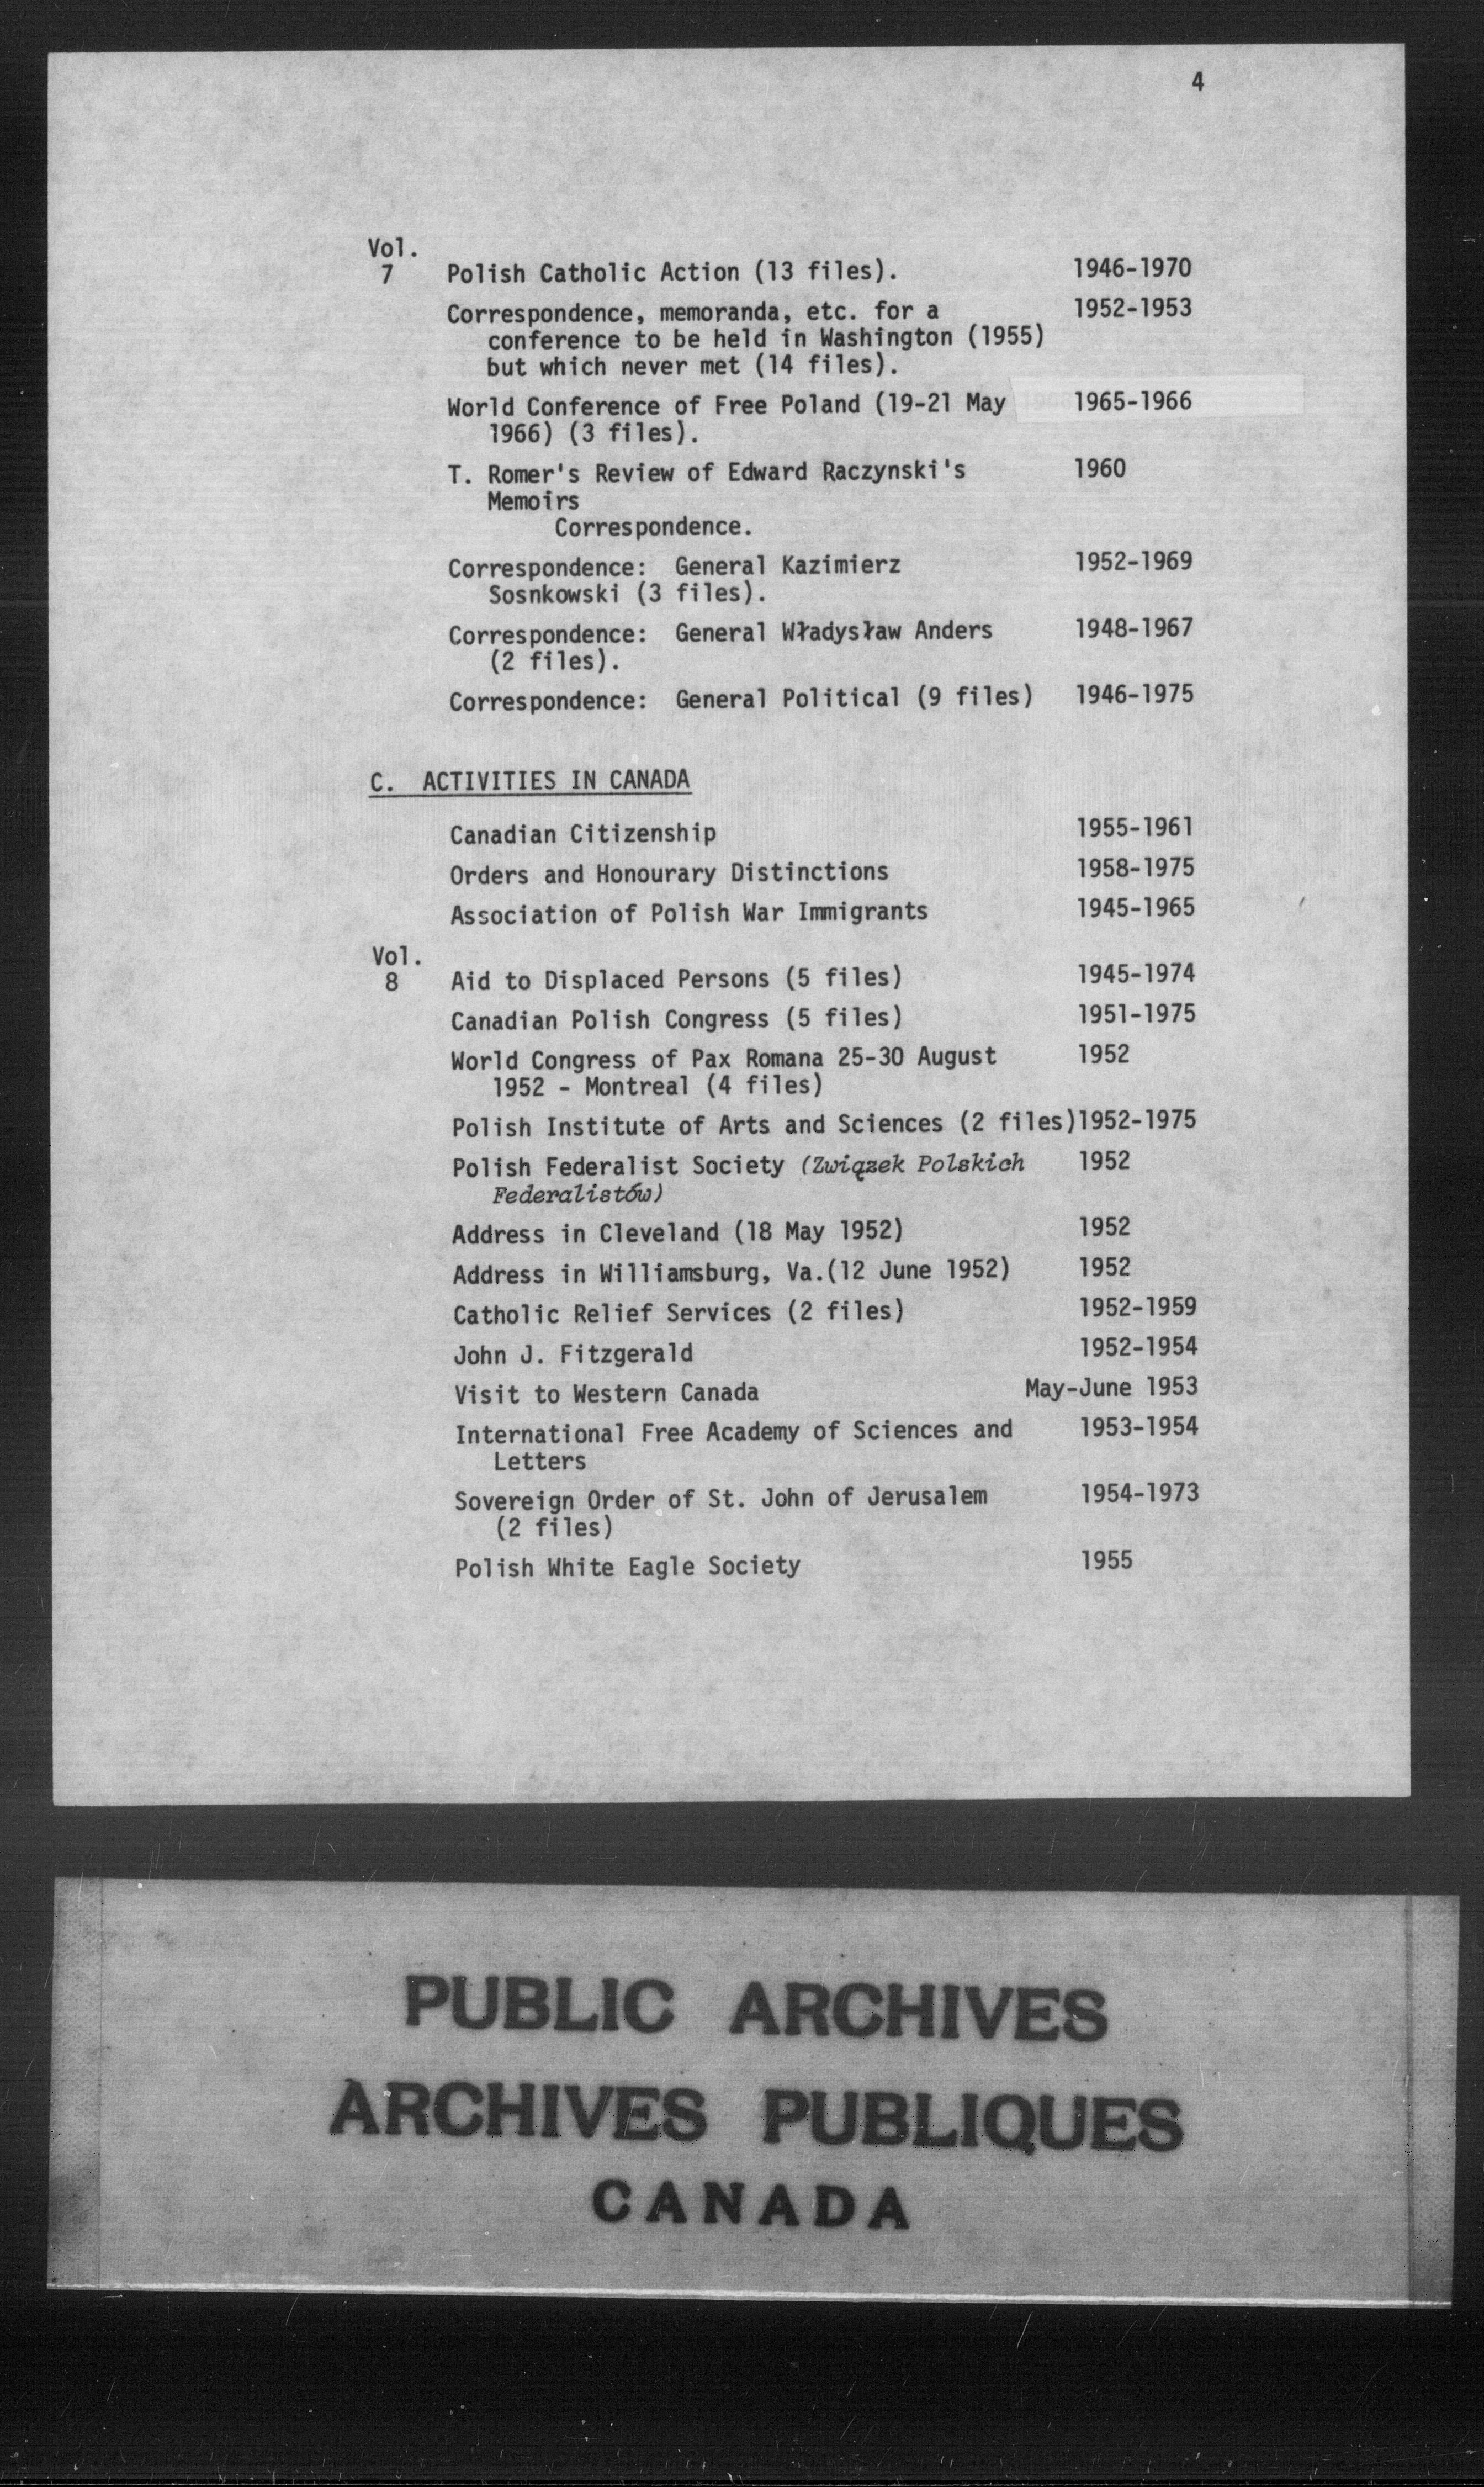 4
Vol.
7 Polish Catholic Action (13 files). 1946-1970
Correspondence, memoranda, etc. for a 1952-1953
conference to be held in Washington (1955)
but which never met (14 files).
World Conference of Free Poland (19-21 May 1965-1966
1966) (3 files).
T. Romer's Review of Edward Raczynski's 1960
Memoirs
Correspondence.
Correspondence: General Kazimierz 1952-1969
Sosnkowski (3 files).
Correspondence: General Władysław Anders 1948-1967
(2 files).
Correspondence: General Political (9 files) 1946-1975
C. ACTIVITIES IN CANADA
Canadian Citizenship 1955-1961
Orders and Honourary Distinctions 1958-1975
Association of Polish War Immigrants 1945-1965
Vol.
8 Aid to Displaced Persons (5 files) 1945-1974
Canadian Polish Congress (5 files) 1951-1975
World Congress of Pax Romana 25-30 August 1952
1952 - Montreal (4 files)
Polish Institute of Arts and Sciences (2 files)1952-1975
Polish Federalist Society (Związek Polskich 1952
Federalistów)
Address in Cleveland (18 May 1952) 1952
Address in Williamsburg, Va.(12 June 1952) 1952
Catholic Relief Services (2 files) 1952-1959
John J. Fitzgerald 1952-1954
Visit to Western Canada May-June 1953
International Free Academy of Sciences and 1953-1954
Letters
Sovereign Order of St. John of Jerusalem 1954-1973
(2 files)
Polish White Eagle Society 1955
PUBLIC ARCHIVES
ARCHIVES PUBLIQUES
CANADA